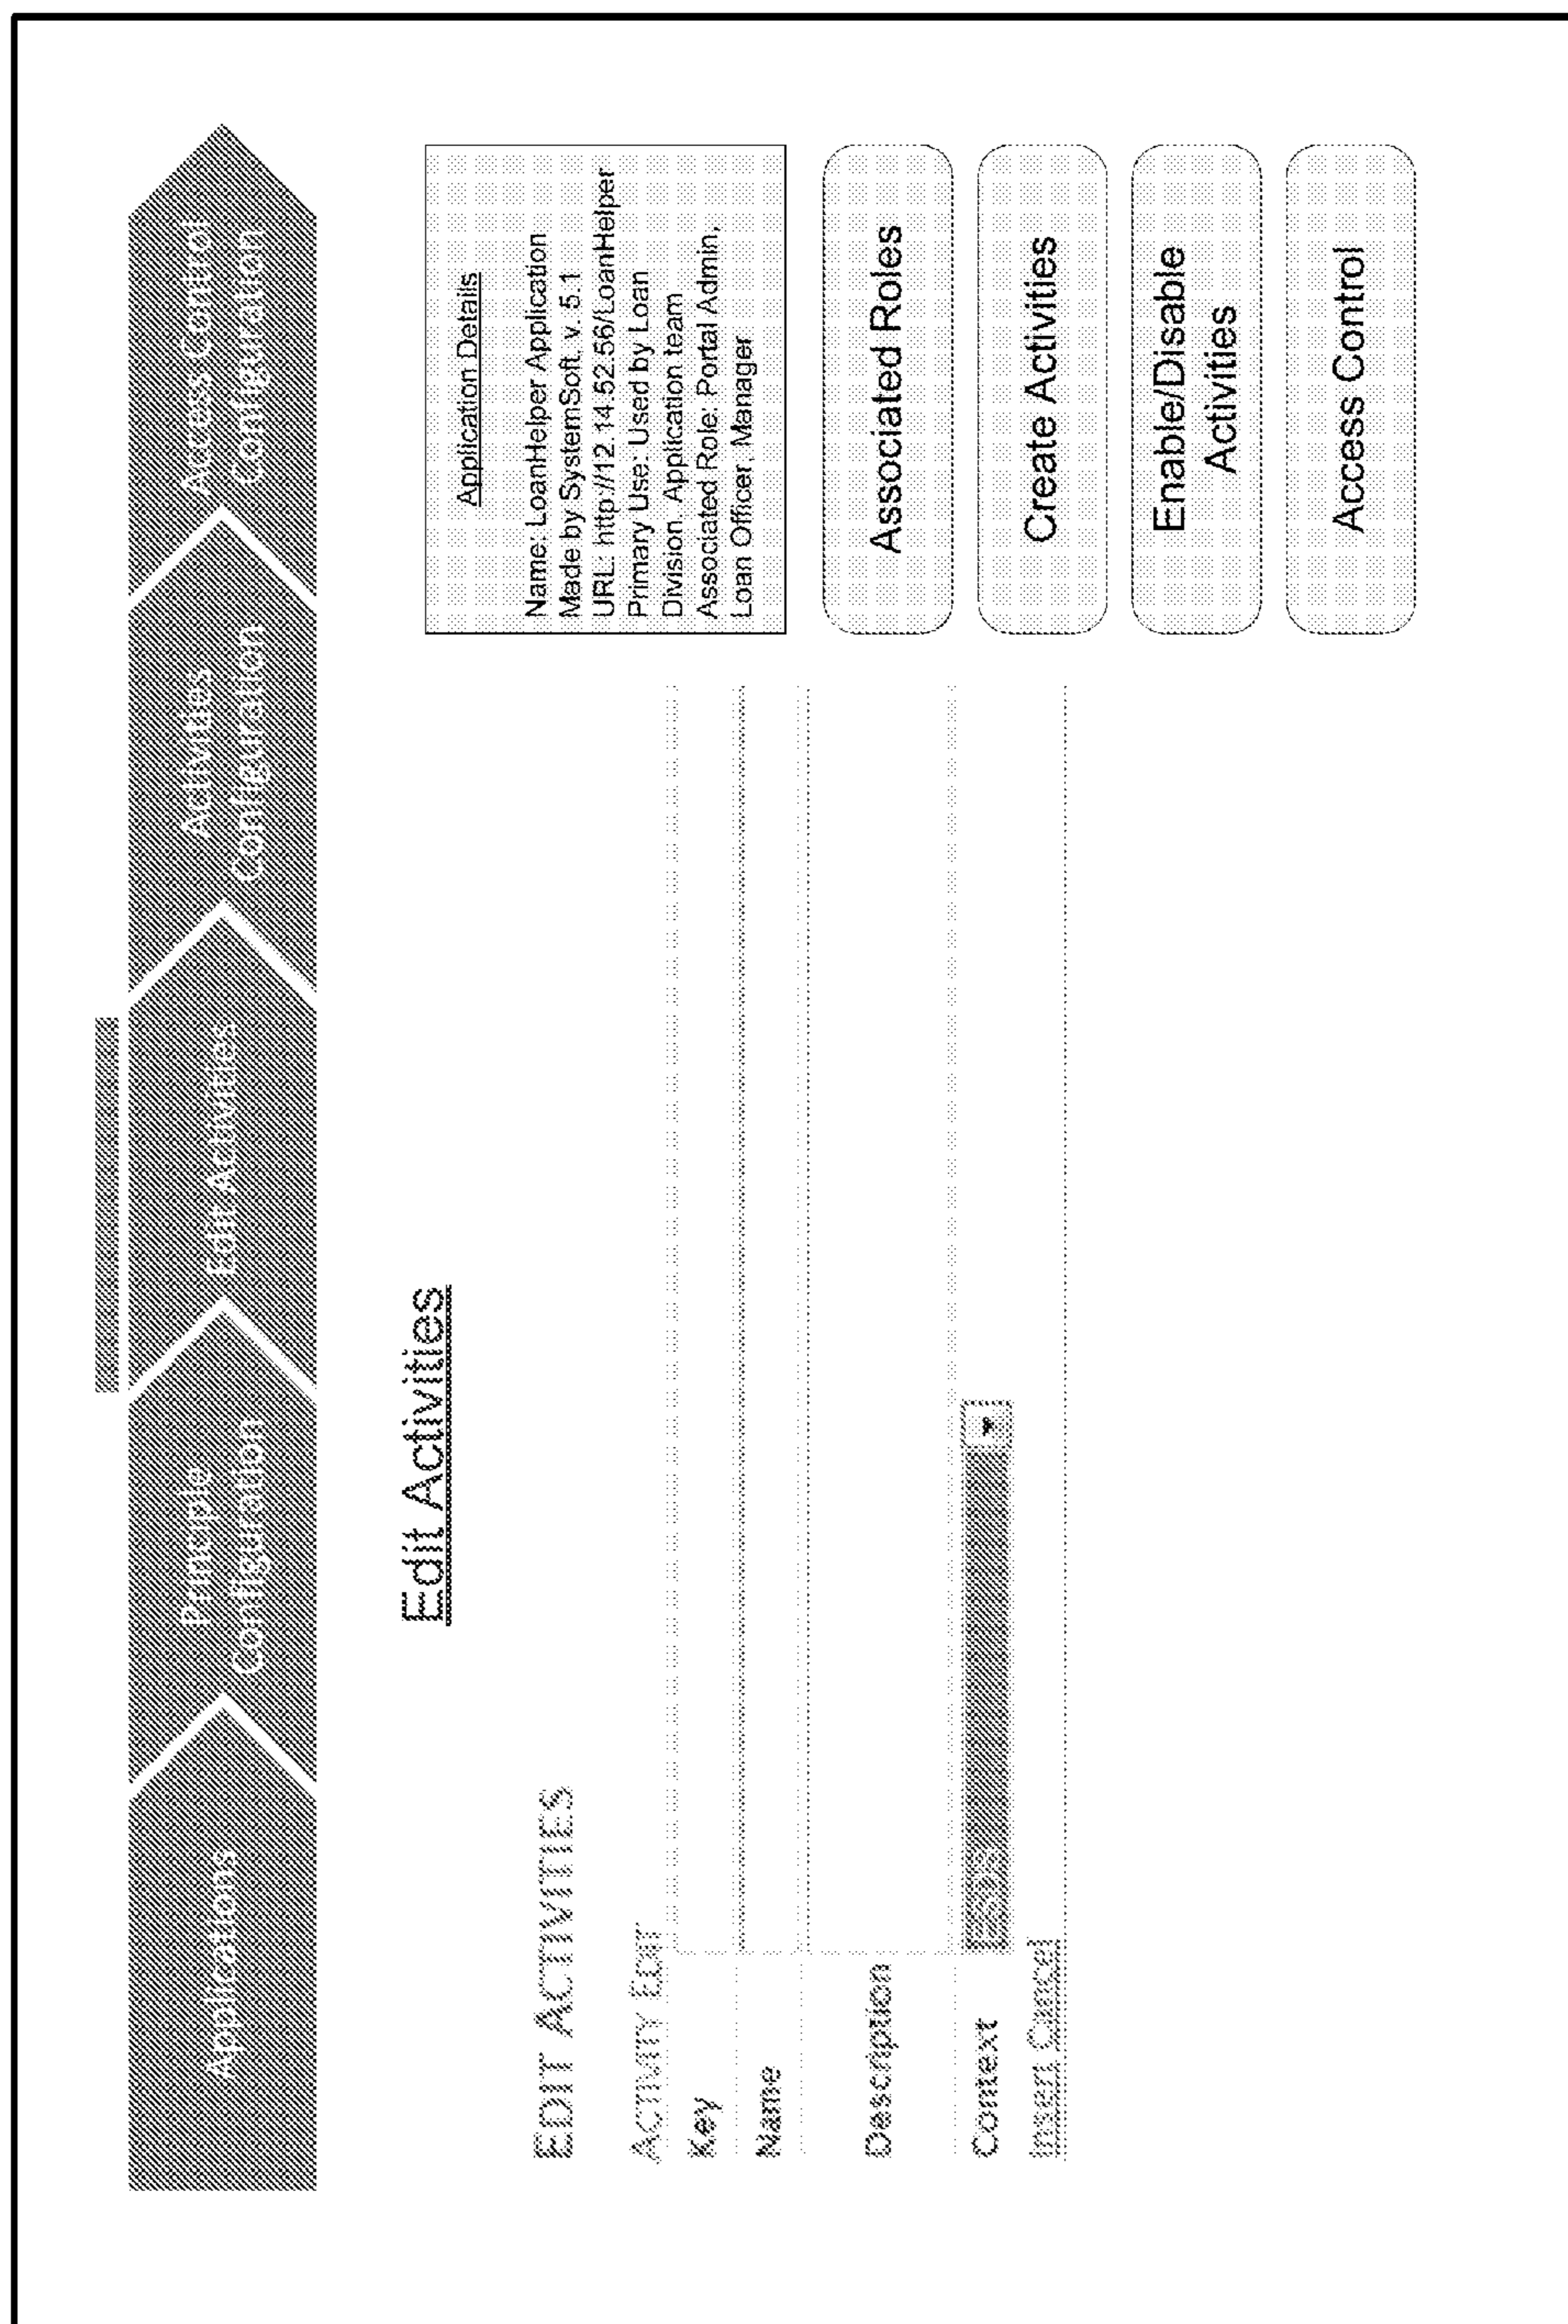 Applications
Principle
Configuration
Edit Activities
Activities
Configuration
Access Control
Configuration
Edit Activities
EDIT ACTIVITIES
ACTIVITY EDIT
Key
Name
Description
Context
Insert Cancel
Application Details
Name: LoanHelper Application
Made by SystemSoft, v. 5.1
URL: http://12.14.52.56/LoanHelper
Primary Use: Used by Loan
Division. Application team
Associated Role: Portal Admin,
Loan Officer, Manager
Associated Roles
Create Activities
Enable/Disable
Activities
Access Control